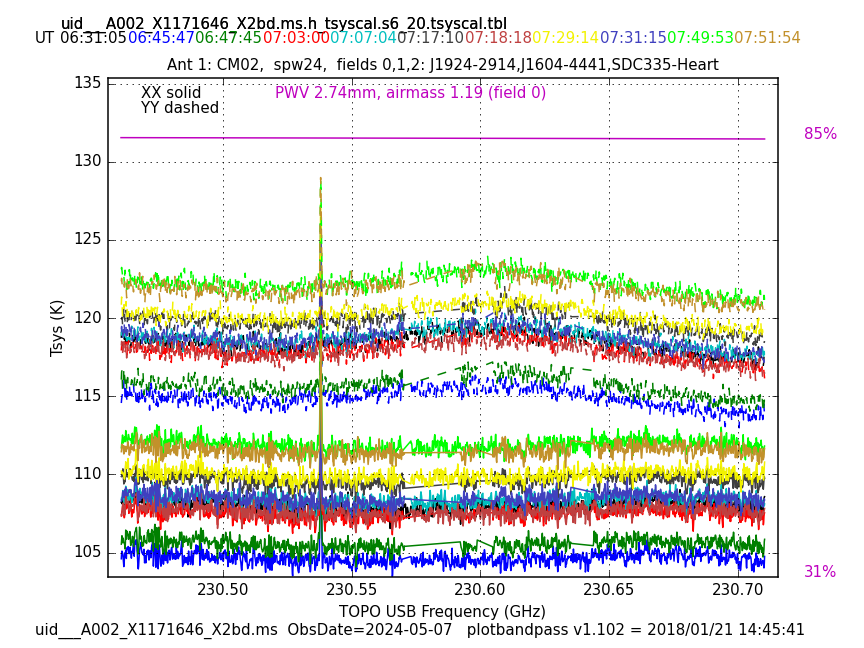 uid___A002_X1171646_X2bd.ms.h_tsyscal.s6_20.tsyscal.tbl
UT 06:31:05 06:45:47 06:47:45 07:03:00 07:07:04 07:17:10 07:18:18 07:29:14 07:31:15 07:49:53 07:51:54
Ant 1: CM02,  spw24,  fields 0,1,2: J1924-2914,J1604-4441,SDC335-Heart
135
XX solid
PWV 2.74mm, airmass 1.19 (field 0)
YY dashed
85%
130
125
120
Tsys (K)
115
110
105
31%
230.50 230.55 230.60 230.65 230.70
TOPO USB Frequency (GHz)
uid___A002_X1171646_X2bd.ms  ObsDate=2024-05-07  plotbandpass v1.102 = 2018/01/21 14:45:41